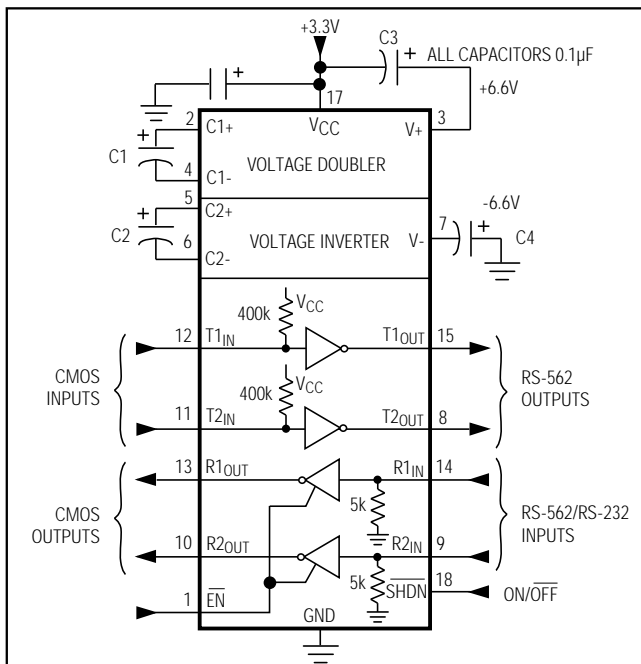 +3.3V
C3
+ ALL CAPACITORS 0.1µF
+
+6.6V
17
2 C1+ VCC V+ 3
+
C1
VOLTAGE DOUBLER
4 C1-
5 C2+
-6.6V
+
C2
6
VOLTAGE INVERTER
V- 7
+
C4
C2-
VCC
400k
12 T1IN T1OUT 15
CMOS
INPUTS
VCC
400k
RS-562
OUTPUTS
11 T2IN T2OUT 8
13 R1OUT R1IN 14
CMOS
OUTPUTS
5k
RS-562/RS-232
INPUTS
10 R2OUT R2IN 9
5k
SHDN 18 ON/OFF
1 EN
GND